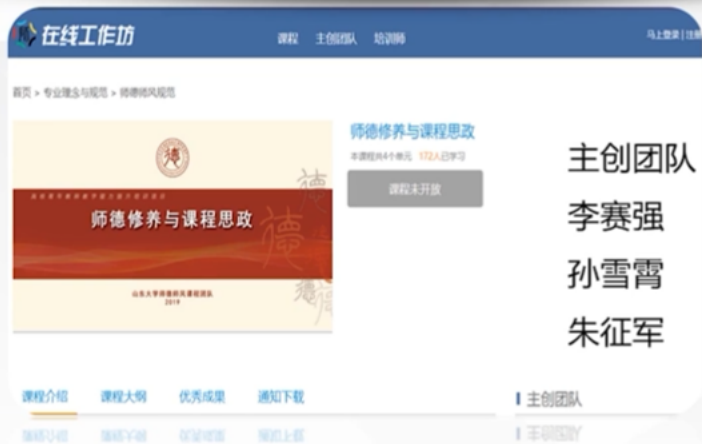 在线工作坊
课程 主创团队 培训师
马上登录 | 注册
首页 > 专业理念与规范 > 师德师风规范
师德修养与课程思政
本课程共4个单元 172人已学习
课程未开放
德
师德修养与课程思政
山东大学师德师风课程团队
2019
主创团队
李赛强
孙雪霄
朱征军
课程介绍 课程大纲 优秀成果 通知下载
主创团队